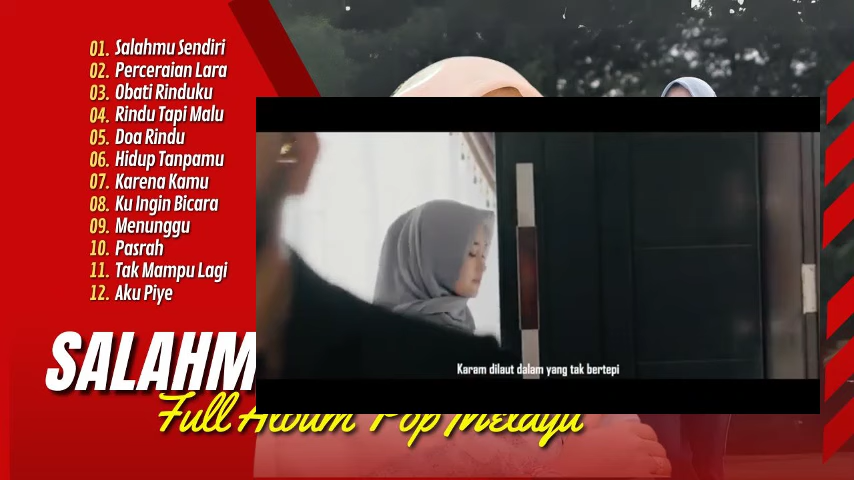 01. Salahmu Sendiri
02. Perceraian Lara
03. Obati Rinduku
04. Rindu Tapi Malu
05. Doa Rindu
06. Hidup Tanpamu
07. Karena Kamu
08. Ku Ingin Bicara
09. Menunggu
10. Pasrah
11. Tak Mampu Lagi
12. Aku Piye
Karam dilaut dalam yang tak bertepi
SALAHM
Full Album Pop Melayu